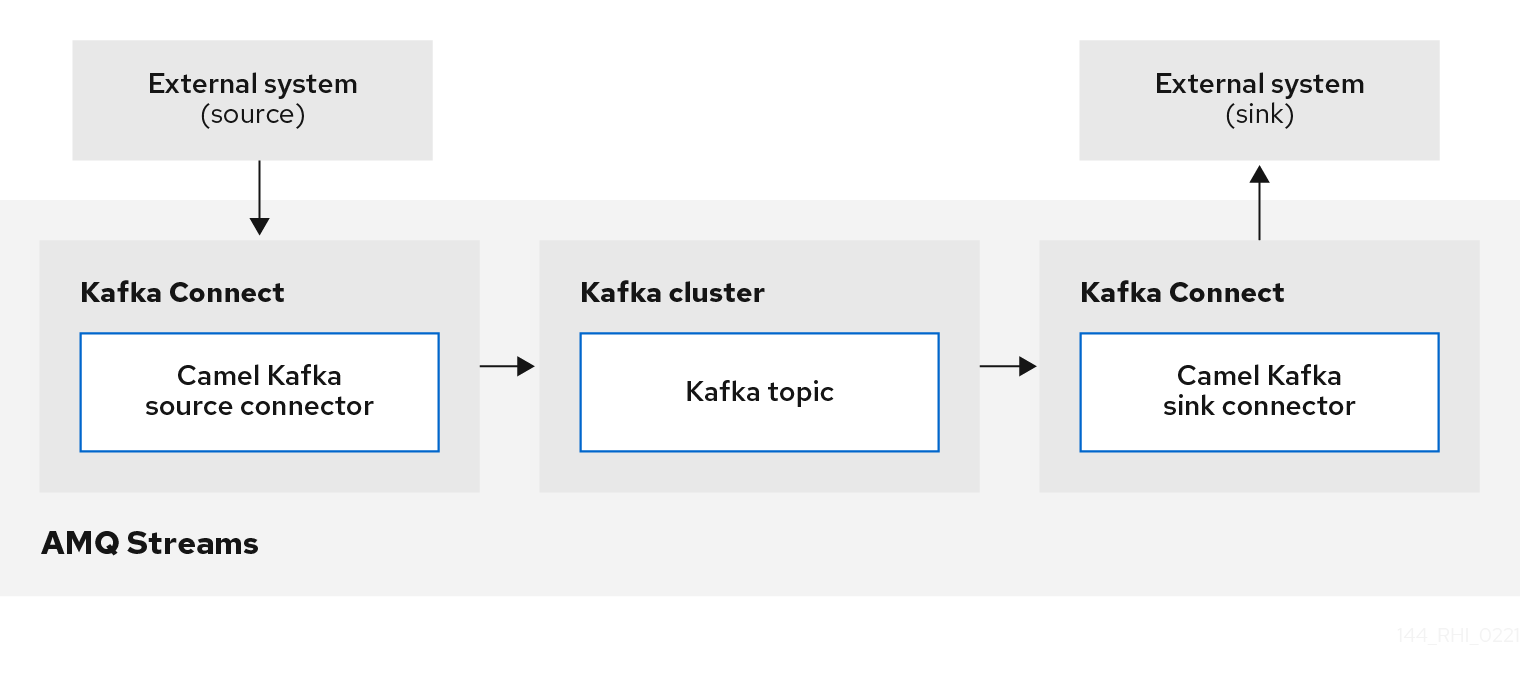 External system
(source)
External system
(sink)
Kafka Connect
Camel Kafka
source connector
Kafka cluster
Kafka topic
Kafka Connect
Camel Kafka
sink connector
AMQ Streams
144_RHI_0221